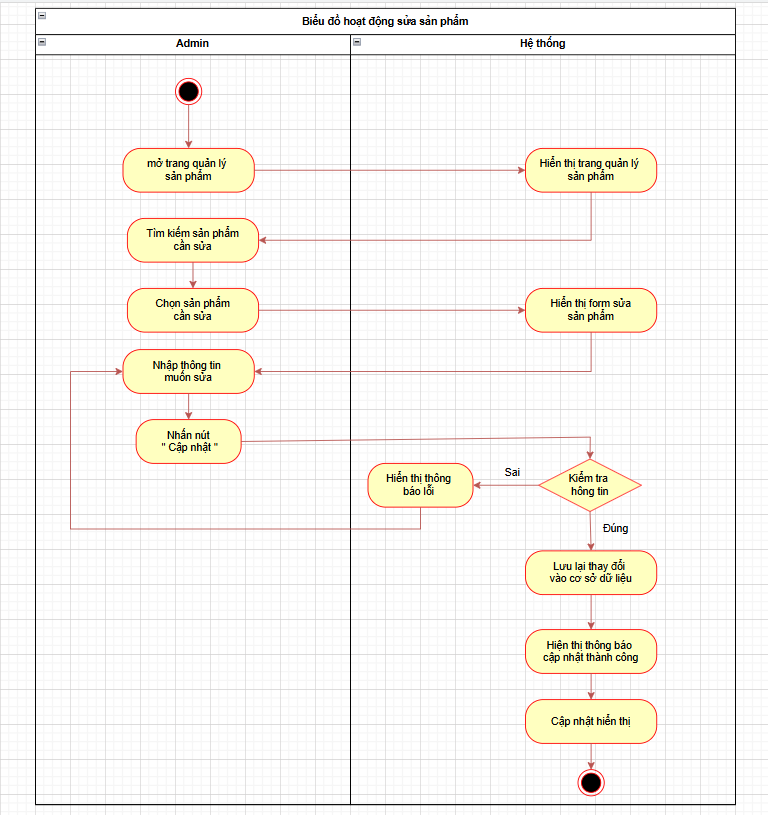 Biểu đồ hoạt động sửa sản phẩm
Admin
Hệ thống
mở trang quản lý
sản phẩm
Hiển thị trang quản lý
sản phẩm
Tìm kiếm sản phẩm
cần sửa
Chọn sản phẩm
cần sửa
Hiển thị form sửa
sản phẩm
Nhập thông tin
muốn sửa
Nhấn nút
" Cập nhật "
Kiểm tra
hông tin
Sai
Hiển thị thông
báo lỗi
Đúng
Lưu lại thay đổi
vào cơ sở dữ liệu
Hiện thị thông báo
cập nhật thành công
Cập nhật hiển thị